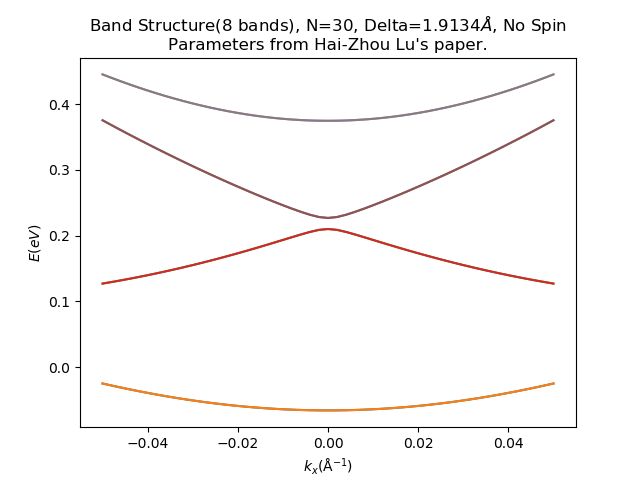 Band Structure(8 bands), N=30, Delta=1.9134Å, No Spin
Parameters from Hai-Zhou Lu's paper.
E(eV)
0.4
0.3
0.2
0.1
0.0
−0.04 −0.02 0.00 0.02 0.04
kₓ(Å⁻¹)